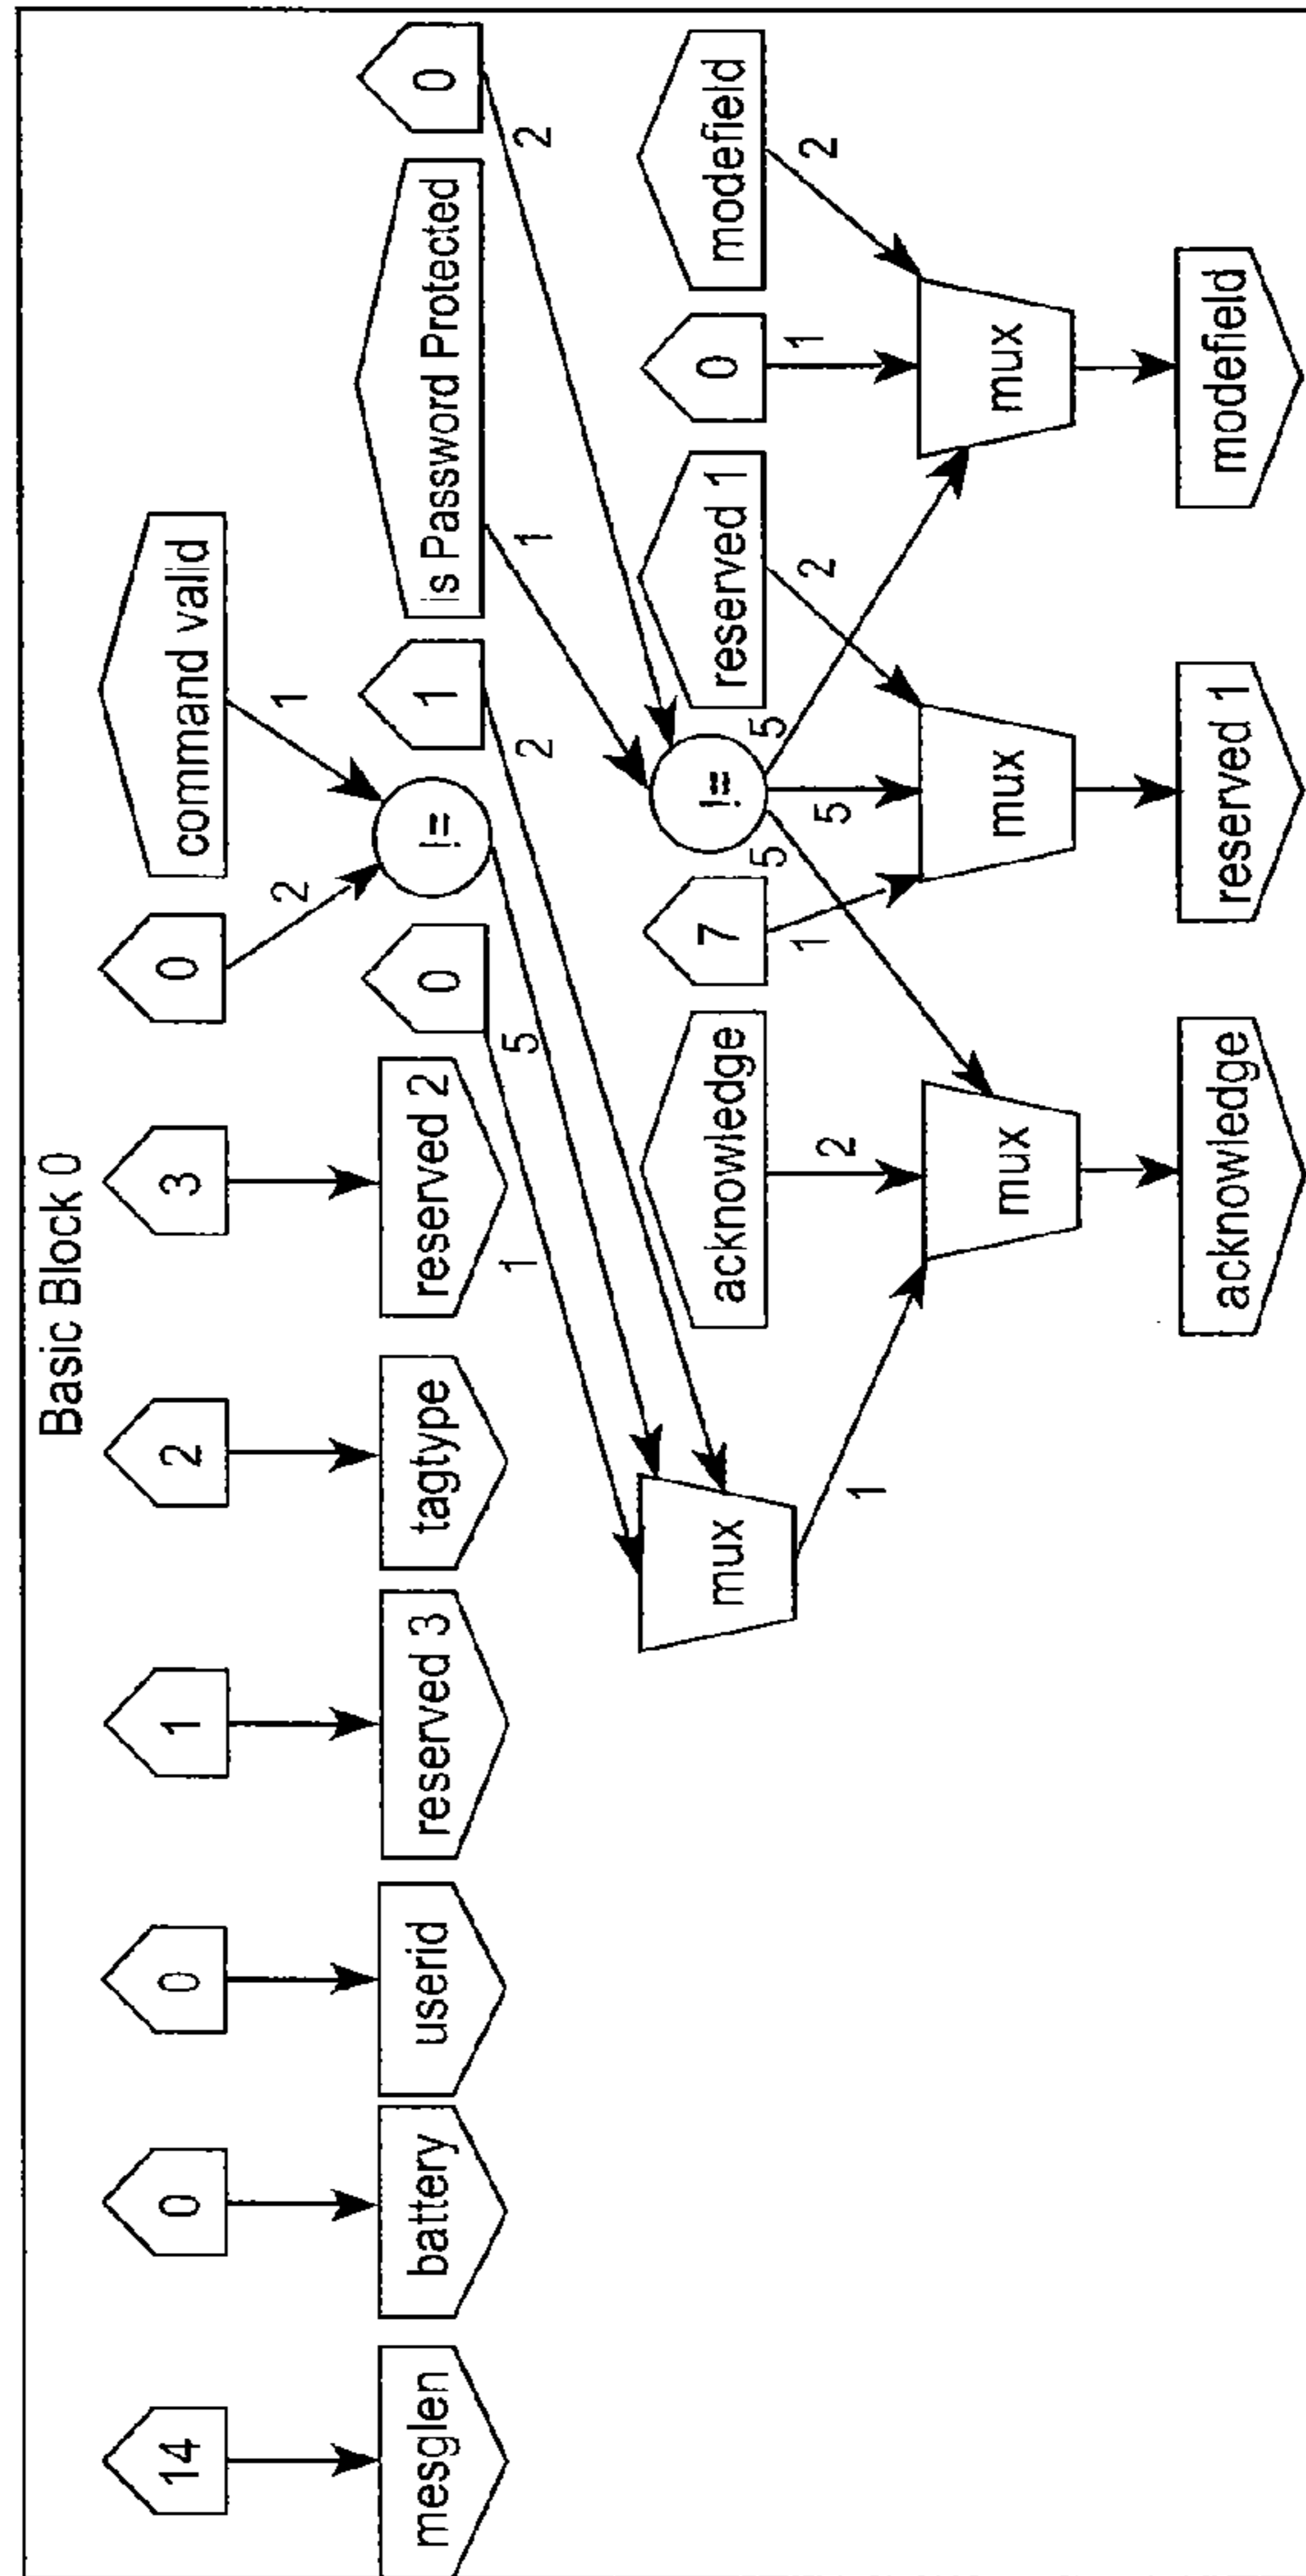 Basic Block 0
14
0
0
1
2
3
0
command valid
2
1
mesglen
battery
userid
reserved 3
tagtype
reserved 2
0
!=
1
is Password Protected
0
1
5
2
1
2
mux
acknowledge
7
!=
reserved 1
0
modefield
1
2
1
5
5
5
2
1
2
mux
mux
mux
acknowledge
reserved 1
modefield